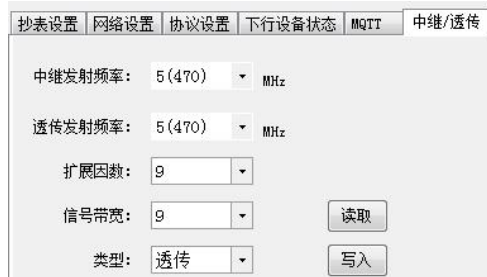 抄表设置 网络设置 协议设置 下行设备状态 MQTT 中继/透传
中继发射频率： 5(470) MHz
透传发射频率： 5(470) MHz
扩展因数： 9
信号带宽： 9 读取
类型： 透传 写入